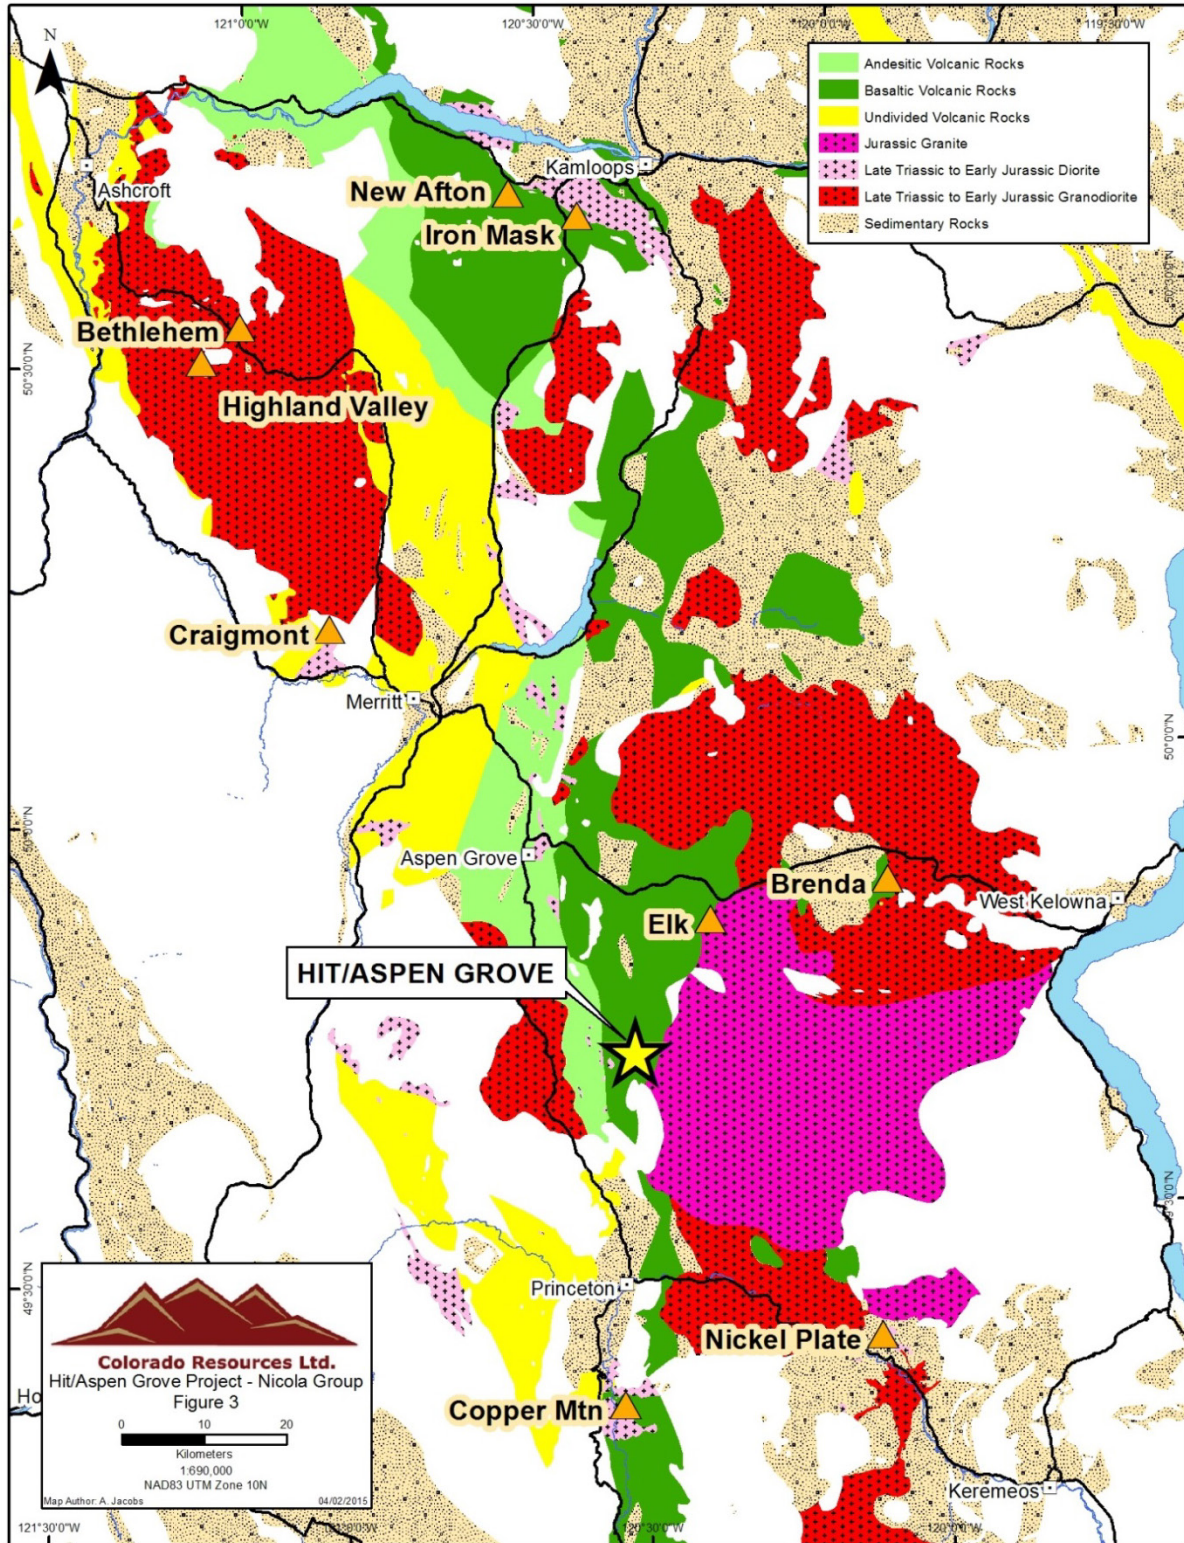 121°0'0"W
120°30'0"W
120°0'0"W
119°30'0"W
N
Andesitic Volcanic Rocks
Basaltic Volcanic Rocks
Undivided Volcanic Rocks
Jurassic Granite
Late Triassic to Early Jurassic Diorite
Late Triassic to Early Jurassic Granodiorite
Sedimentary Rocks
Kamloops
Ashcroft
New Afton
Iron Mask
50°30'0"N
Bethlehem
50°30'0"N
Highland Valley
Craigmont
Merritt
50°0'0"N
Aspen Grove
Brenda
West Kelowna
Elk
HIT/ASPEN GROVE
Princeton
49°30'0"N
Nickel Plate
Copper Mtn
Keremeos
Colorado Resources Ltd.
Hit/Aspen Grove Project - Nicola Group
Figure 3
0 10 20
Kilometers
1:690,000
NAD83 UTM Zone 10N
Map Author: A. Jacobs
04/02/2015
Ho
121°30'0"W
120°30'0"W
120°0'0"W